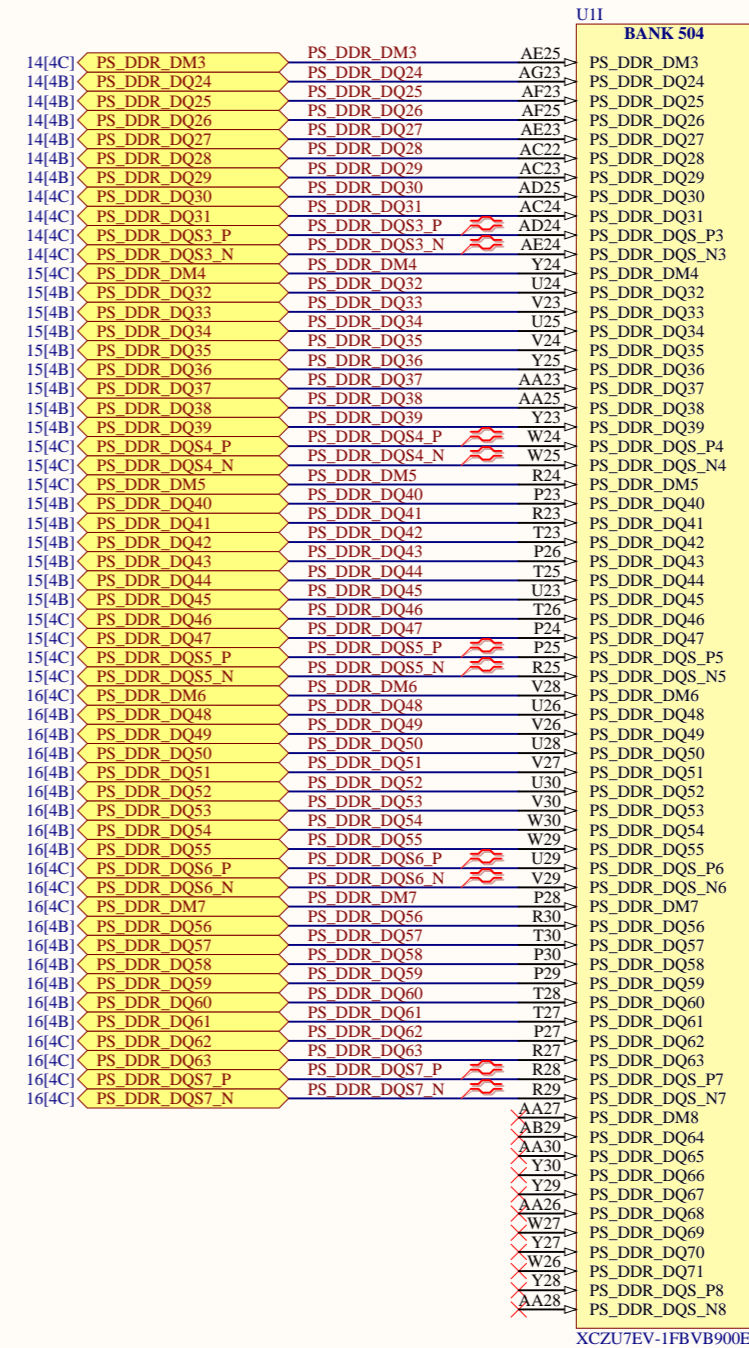 U1I
BANK 504
14[4C] PS_DDR_DM3 PS_DDR_DM3 AE25 PS_DDR_DM3
14[4B] PS_DDR_DQ24 PS_DDR_DQ24 AG23 PS_DDR_DQ24
14[4B] PS_DDR_DQ25 PS_DDR_DQ25 AF23 PS_DDR_DQ25
14[4B] PS_DDR_DQ26 PS_DDR_DQ26 AF25 PS_DDR_DQ26
14[4B] PS_DDR_DQ27 PS_DDR_DQ27 AE23 PS_DDR_DQ27
14[4B] PS_DDR_DQ28 PS_DDR_DQ28 AC22 PS_DDR_DQ28
14[4B] PS_DDR_DQ29 PS_DDR_DQ29 AC23 PS_DDR_DQ29
14[4C] PS_DDR_DQ30 PS_DDR_DQ30 AD25 PS_DDR_DQ30
14[4C] PS_DDR_DQ31 PS_DDR_DQ31 AC24 PS_DDR_DQ31
14[4C] PS_DDR_DQS3_P PS_DDR_DQS3_P AD24 PS_DDR_DQS_P3
14[4C] PS_DDR_DQS3_N PS_DDR_DQS3_N AE24 PS_DDR_DQS_N3
15[4C] PS_DDR_DM4 PS_DDR_DM4 Y24 PS_DDR_DM4
15[4B] PS_DDR_DQ32 PS_DDR_DQ32 U24 PS_DDR_DQ32
15[4B] PS_DDR_DQ33 PS_DDR_DQ33 V23 PS_DDR_DQ33
15[4B] PS_DDR_DQ34 PS_DDR_DQ34 U25 PS_DDR_DQ34
15[4B] PS_DDR_DQ35 PS_DDR_DQ35 V24 PS_DDR_DQ35
15[4B] PS_DDR_DQ36 PS_DDR_DQ36 Y25 PS_DDR_DQ36
15[4B] PS_DDR_DQ37 PS_DDR_DQ37 AA23 PS_DDR_DQ37
15[4B] PS_DDR_DQ38 PS_DDR_DQ38 AA25 PS_DDR_DQ38
15[4B] PS_DDR_DQ39 PS_DDR_DQ39 Y23 PS_DDR_DQ39
15[4C] PS_DDR_DQS4_P PS_DDR_DQS4_P W24 PS_DDR_DQS_P4
15[4C] PS_DDR_DQS4_N PS_DDR_DQS4_N W25 PS_DDR_DQS_N4
15[4C] PS_DDR_DM5 PS_DDR_DM5 R24 PS_DDR_DM5
15[4B] PS_DDR_DQ40 PS_DDR_DQ40 P23 PS_DDR_DQ40
15[4B] PS_DDR_DQ41 PS_DDR_DQ41 R23 PS_DDR_DQ41
15[4B] PS_DDR_DQ42 PS_DDR_DQ42 T23 PS_DDR_DQ42
15[4B] PS_DDR_DQ43 PS_DDR_DQ43 P26 PS_DDR_DQ43
15[4B] PS_DDR_DQ44 PS_DDR_DQ44 T25 PS_DDR_DQ44
15[4B] PS_DDR_DQ45 PS_DDR_DQ45 U23 PS_DDR_DQ45
15[4C] PS_DDR_DQ46 PS_DDR_DQ46 T26 PS_DDR_DQ46
15[4C] PS_DDR_DQ47 PS_DDR_DQ47 P24 PS_DDR_DQ47
15[4C] PS_DDR_DQS5_P PS_DDR_DQS5_P P25 PS_DDR_DQS_P5
15[4C] PS_DDR_DQS5_N PS_DDR_DQS5_N R25 PS_DDR_DQS_N5
16[4C] PS_DDR_DM6 PS_DDR_DM6 V28 PS_DDR_DM6
16[4B] PS_DDR_DQ48 PS_DDR_DQ48 U26 PS_DDR_DQ48
16[4B] PS_DDR_DQ49 PS_DDR_DQ49 V26 PS_DDR_DQ49
16[4B] PS_DDR_DQ50 PS_DDR_DQ50 U28 PS_DDR_DQ50
16[4B] PS_DDR_DQ51 PS_DDR_DQ51 V27 PS_DDR_DQ51
16[4B] PS_DDR_DQ52 PS_DDR_DQ52 U30 PS_DDR_DQ52
16[4B] PS_DDR_DQ53 PS_DDR_DQ53 V30 PS_DDR_DQ53
16[4B] PS_DDR_DQ54 PS_DDR_DQ54 W30 PS_DDR_DQ54
16[4B] PS_DDR_DQ55 PS_DDR_DQ55 W29 PS_DDR_DQ55
16[4C] PS_DDR_DQS6_P PS_DDR_DQS6_P U29 PS_DDR_DQS_P6
16[4C] PS_DDR_DQS6_N PS_DDR_DQS6_N V29 PS_DDR_DQS_N6
16[4C] PS_DDR_DM7 PS_DDR_DM7 P28 PS_DDR_DM7
16[4B] PS_DDR_DQ56 PS_DDR_DQ56 R30 PS_DDR_DQ56
16[4B] PS_DDR_DQ57 PS_DDR_DQ57 T30 PS_DDR_DQ57
16[4B] PS_DDR_DQ58 PS_DDR_DQ58 P30 PS_DDR_DQ58
16[4B] PS_DDR_DQ59 PS_DDR_DQ59 P29 PS_DDR_DQ59
16[4B] PS_DDR_DQ60 PS_DDR_DQ60 T28 PS_DDR_DQ60
16[4B] PS_DDR_DQ61 PS_DDR_DQ61 T27 PS_DDR_DQ61
16[4C] PS_DDR_DQ62 PS_DDR_DQ62 P27 PS_DDR_DQ62
16[4C] PS_DDR_DQ63 PS_DDR_DQ63 R27 PS_DDR_DQ63
16[4C] PS_DDR_DQS7_P PS_DDR_DQS7_P R28 PS_DDR_DQS_P7
16[4C] PS_DDR_DQS7_N PS_DDR_DQS7_N R29 PS_DDR_DQS_N7
AA27 PS_DDR_DM8
AB29 PS_DDR_DQ64
AA30 PS_DDR_DQ65
Y30 PS_DDR_DQ66
Y29 PS_DDR_DQ67
AA26 PS_DDR_DQ68
W27 PS_DDR_DQ69
Y27 PS_DDR_DQ70
W26 PS_DDR_DQ71
Y28 PS_DDR_DQS_P8
AA28 PS_DDR_DQS_N8
XCZU7EV-1FBVB900E